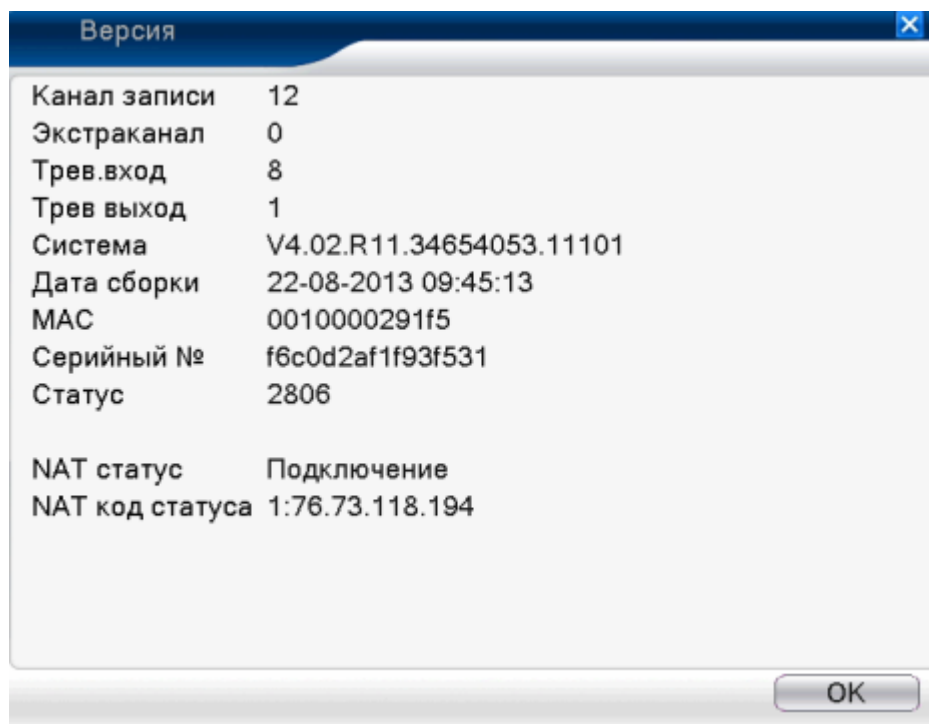 Версия
Канал записи 12
Экстраканал 0
Трев.вход 8
Трев выход 1
Система V4.02.R11.34654053.11101
Дата сборки 22-08-2013 09:45:13
MAC 0010000291f5
Серийный № f6c0d2af1f93f531
Статус 2806
NAT статус Подключение
NAT код статуса 1:76.73.118.194
OK